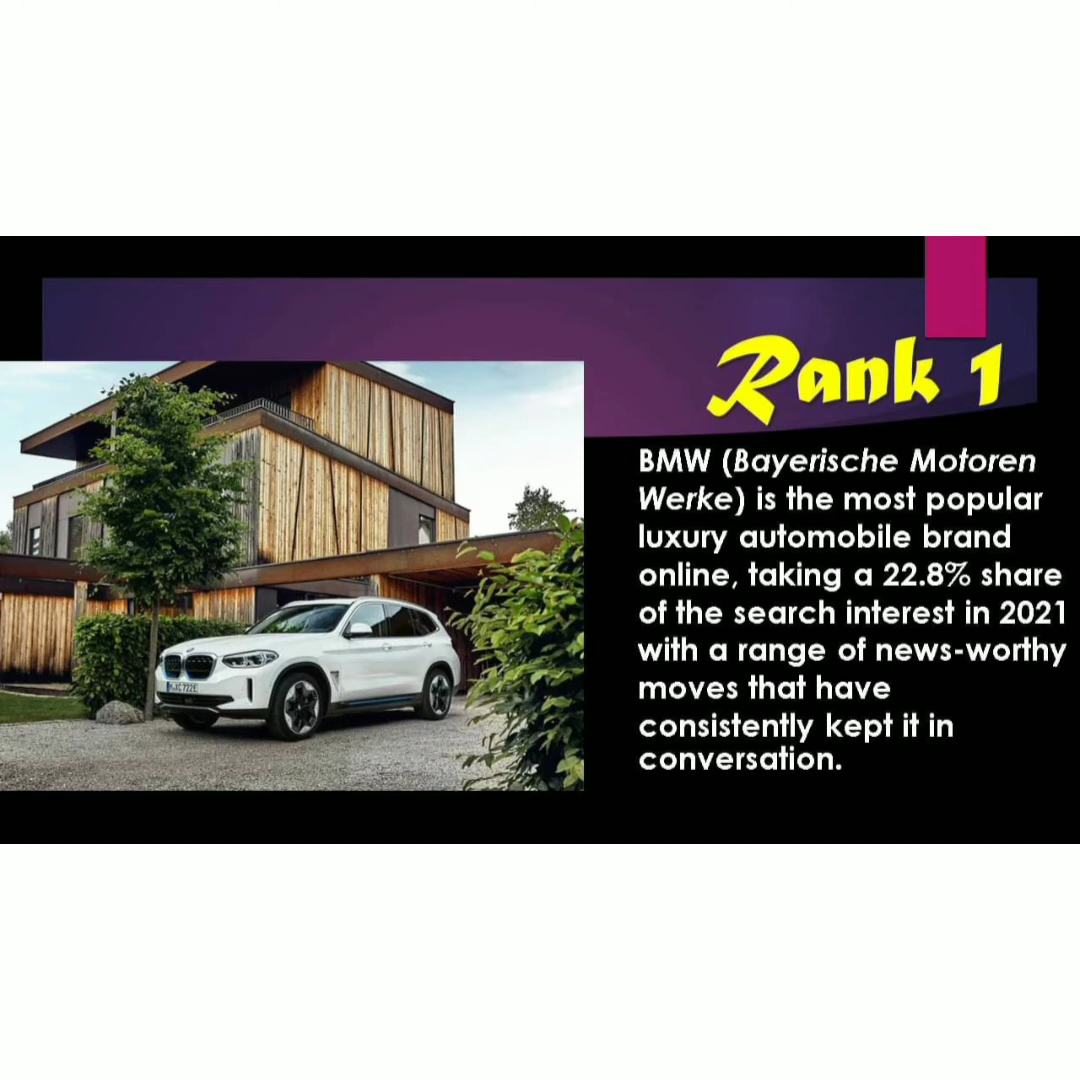 Rank 1
BMW (Bayerische Motoren
Werke) is the most popular
luxury automobile brand
online, taking a 22.8% share
of the search interest in 2021
with a range of news-worthy
moves that have
consistently kept it in
conversation.